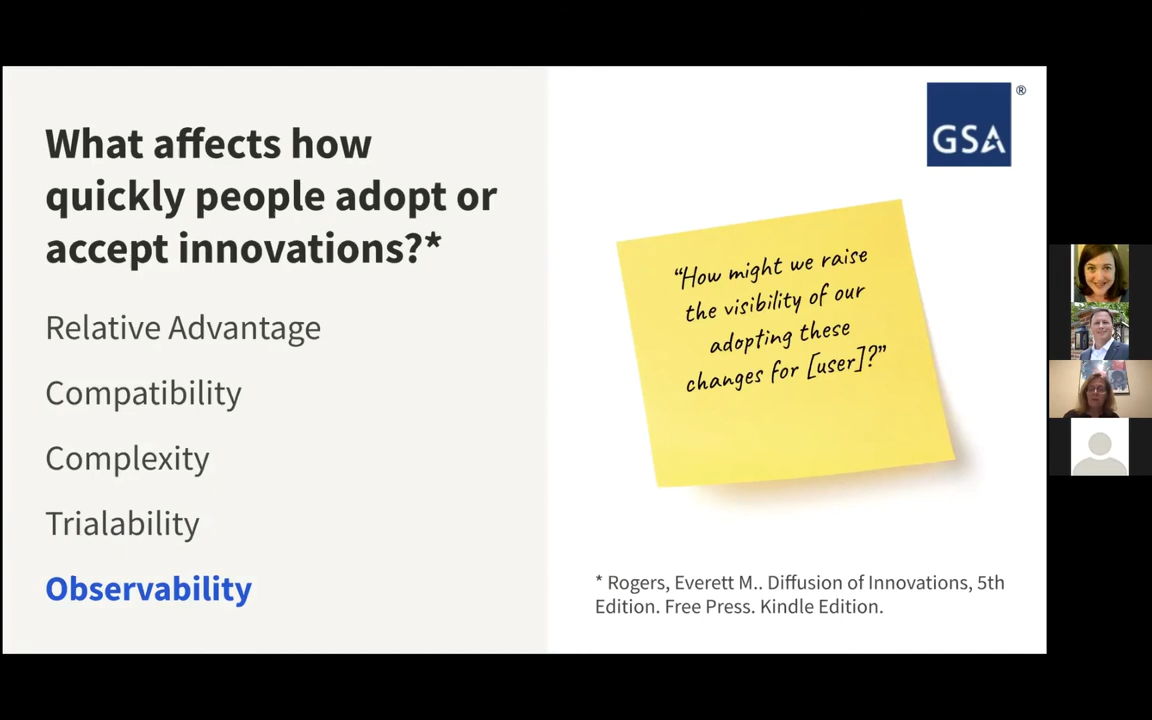 What affects how
quickly people adopt or
accept innovations?*
Relative Advantage
Compatibility
Complexity
Trialability
Observability
GSA
®
“How might we raise
the visibility of our
adopting these
changes for [user]?”
* Rogers, Everett M.. Diffusion of Innovations, 5th
Edition. Free Press. Kindle Edition.